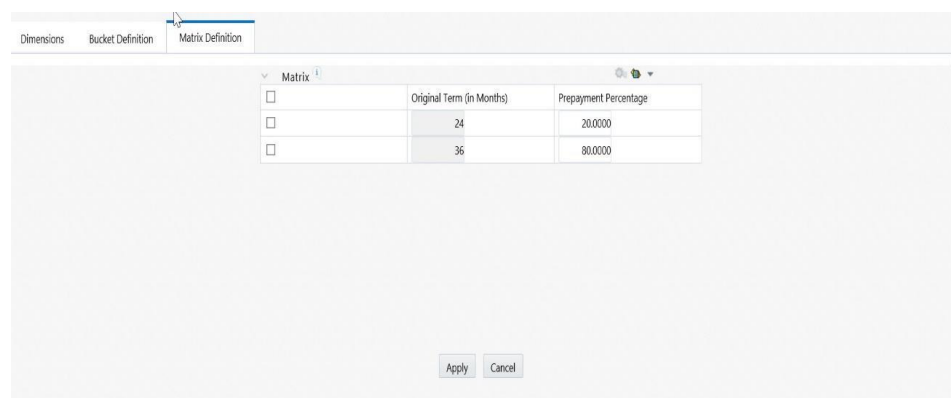 Dimensions Bucket Definition Matrix Definition
Matrix
Original Term (in Months) Prepayment Percentage
24 20.0000
36 80.0000
Apply Cancel